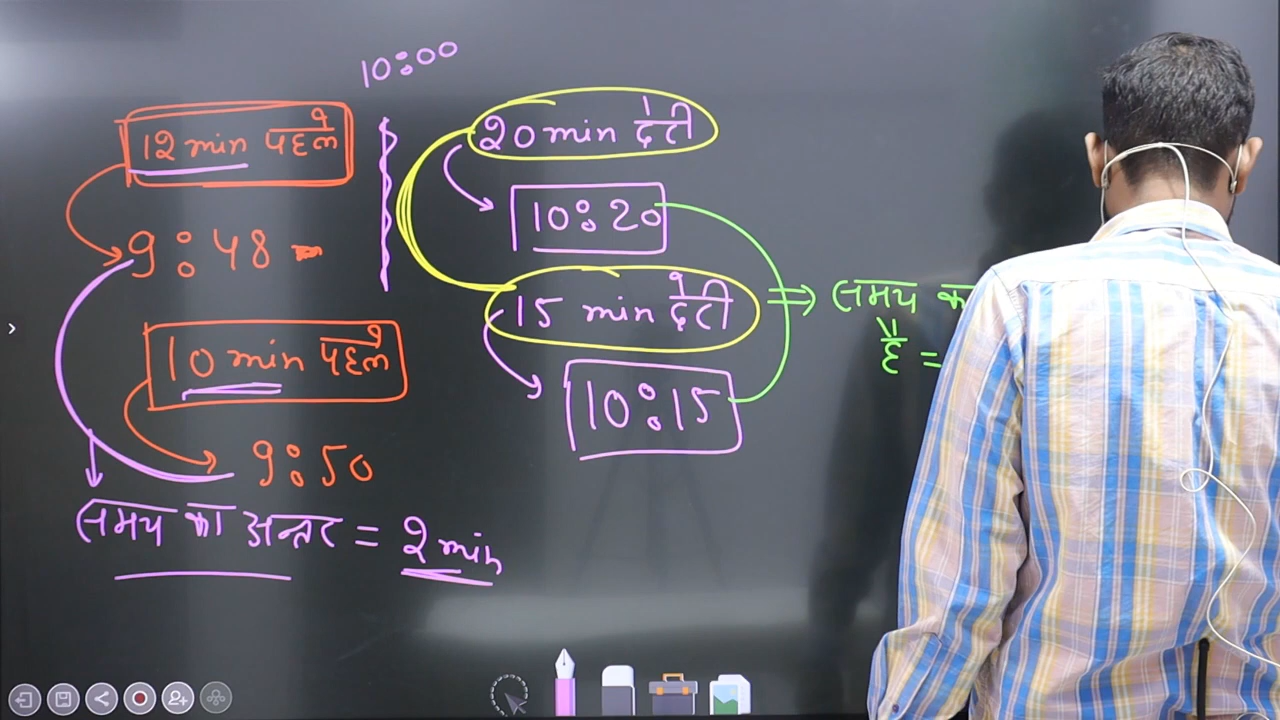 10:00
12 min पहले
9:48
10 min पहले
9:50
समय का अन्तर = 2 min
20 min देरी
10:20
15 min देरी
10:15
⇒ समय
है =